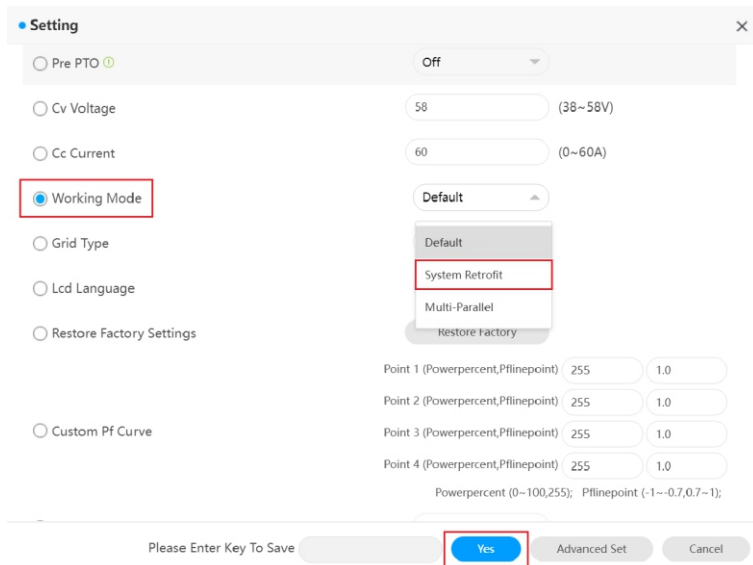 Setting
Pre PTO Off
Cv Voltage 58 (38~58V)
Cc Current 60 (0~60A)
Working Mode Default
Grid Type Default
Lcd Language System Retrofit
Multi-Parallel
Restore Factory Settings Restore Factory
Point 1 (Powerpercent,Pflinepoint) 255 1.0
Point 2 (Powerpercent,Pflinepoint) 255 1.0
Custom Pf Curve Point 3 (Powerpercent,Pflinepoint) 255 1.0
Point 4 (Powerpercent,Pflinepoint) 255 1.0
Powerpercent (0~100,255); Pflinepoint (-1~-0.7,0.7~1);
Please Enter Key To Save Yes Advanced Set Cancel